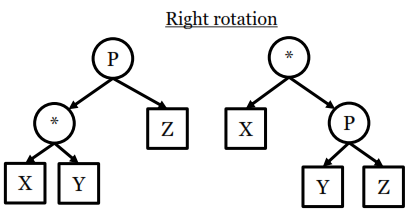 Right rotation
P *
* Z X P
X Y Y Z